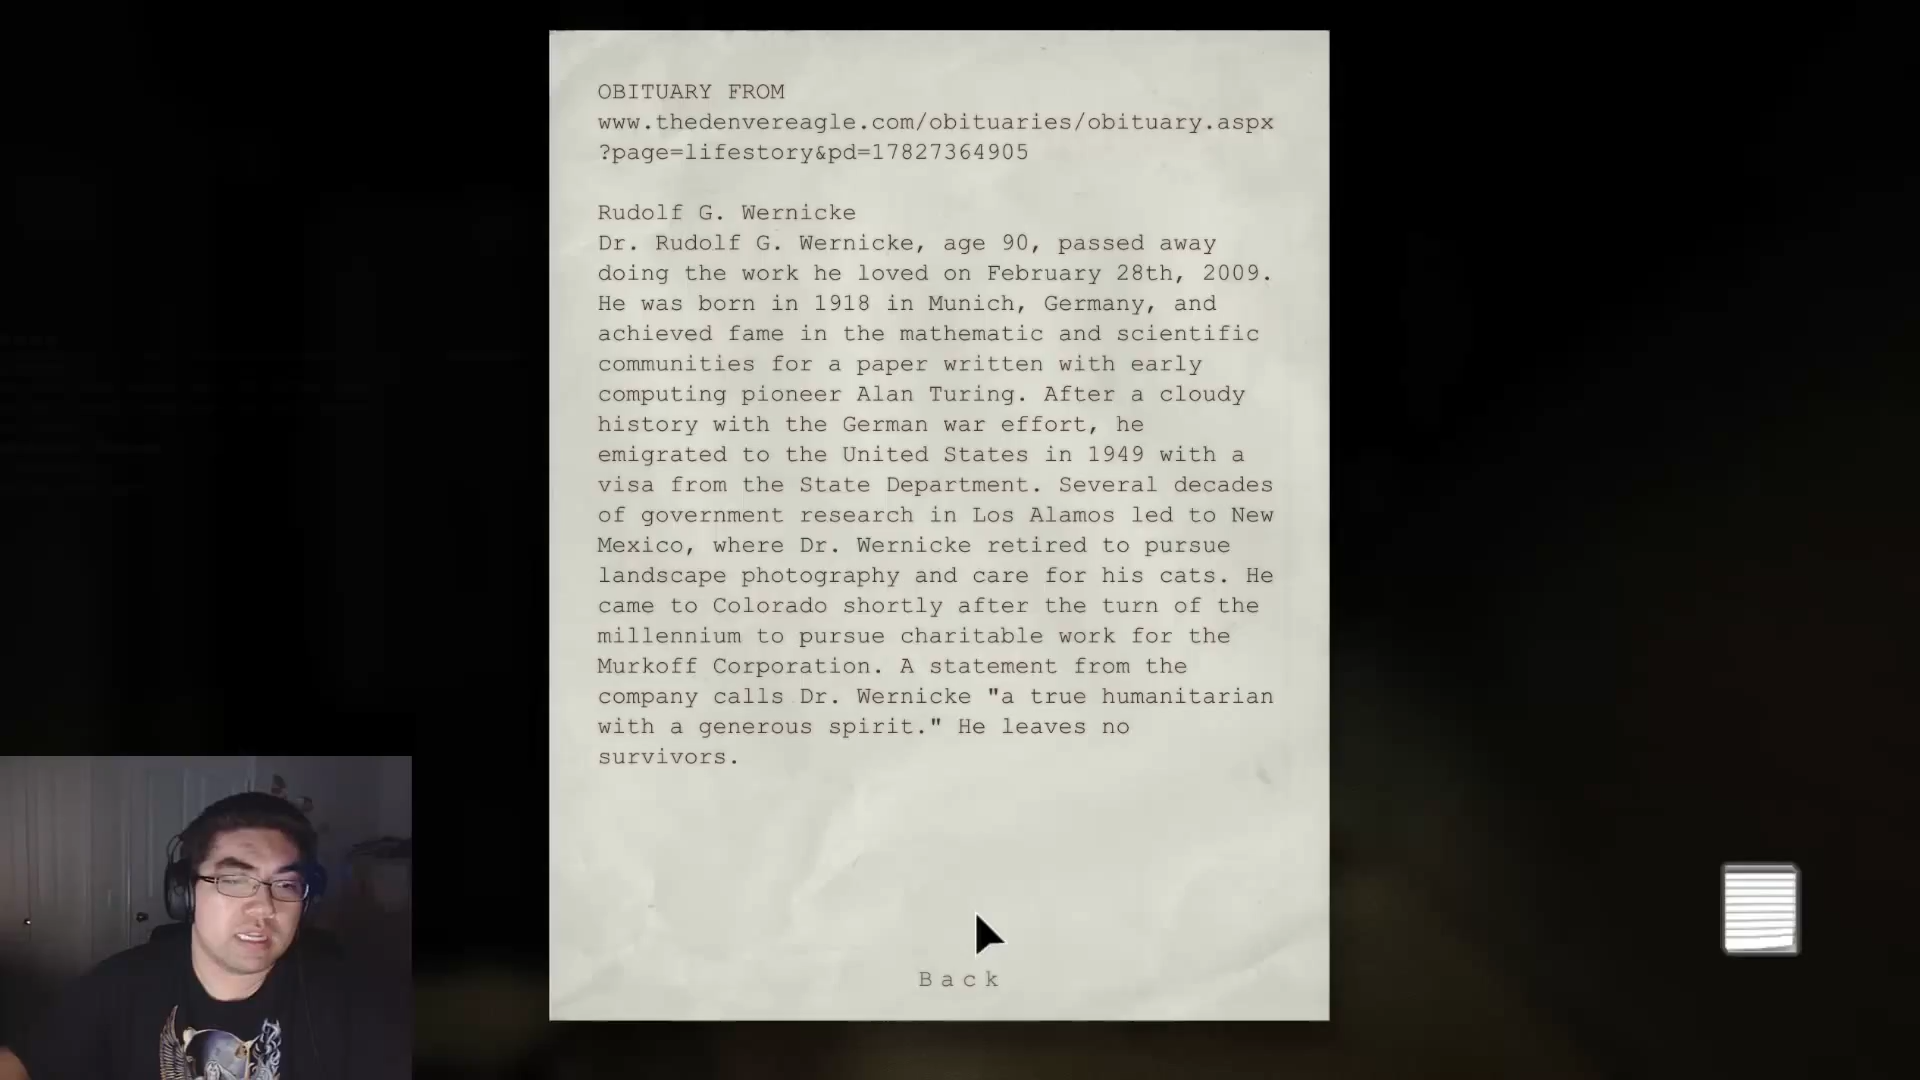 OBITUARY FROM
www.thedenvereagle.com/obituaries/obituary.aspx
?page=lifestory&pd=17827364905
Rudolf G. Wernicke
Dr. Rudolf G. Wernicke, age 90, passed away
doing the work he loved on February 28th, 2009.
He was born in 1918 in Munich, Germany, and
achieved fame in the mathematic and scientific
communities for a paper written with early
computing pioneer Alan Turing. After a cloudy
history with the German war effort, he
emigrated to the United States in 1949 with a
visa from the State Department. Several decades
of government research in Los Alamos led to New
Mexico, where Dr. Wernicke retired to pursue
landscape photography and care for his cats. He
came to Colorado shortly after the turn of the
millennium to pursue charitable work for the
Murkoff Corporation. A statement from the
company calls Dr. Wernicke "a true humanitarian
with a generous spirit." He leaves no
survivors.
Back